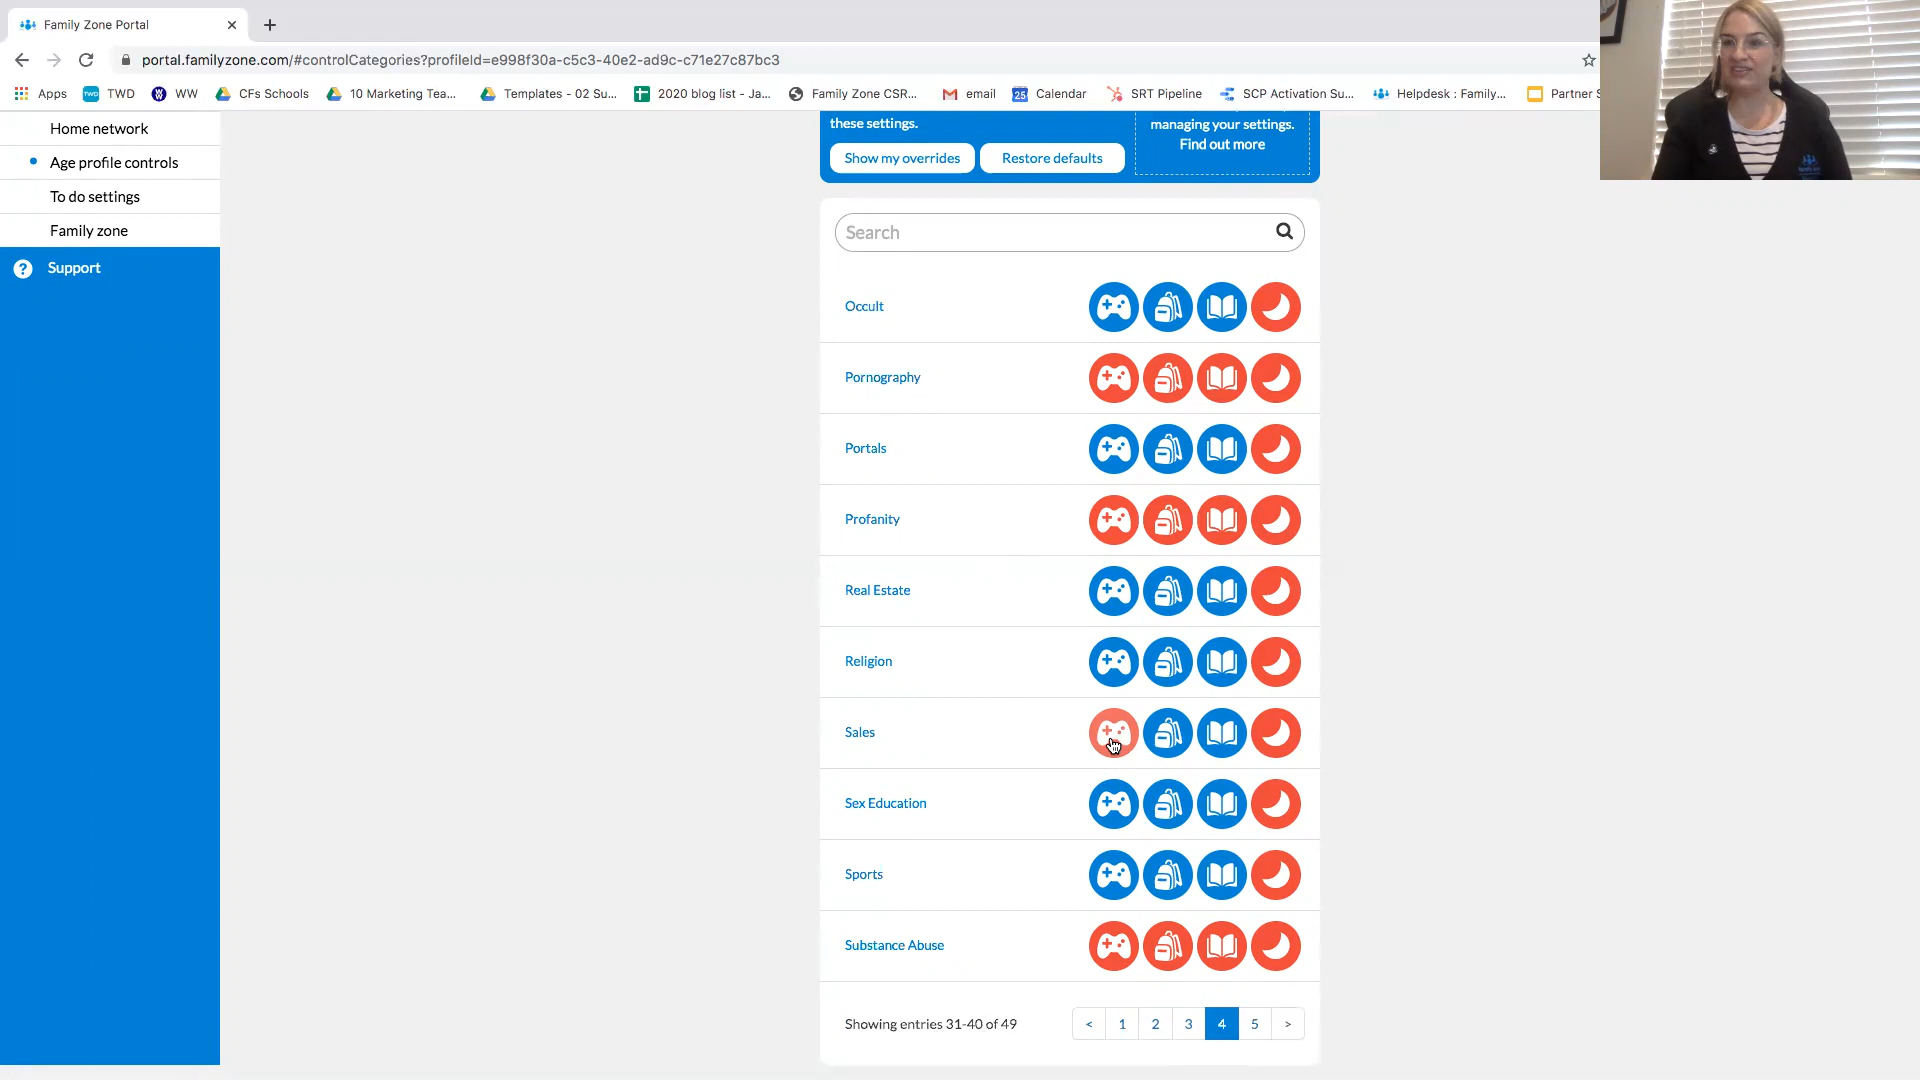 Family Zone Portal
portal.familyzone.com/#controlCategories?profileId=e998f30a-c5c3-40e2-ad9c-c71e27c87bc3
Apps TWD WW CFs Schools 10 Marketing Tea... Templates - 02 Su... 2020 blog list - Ja... Family Zone CSR... email 25 Calendar SRT Pipeline SCP Activation Su... Helpdesk : Family... Partner S
Home network
Age profile controls
To do settings
Family zone
? Support
these settings.
Show my overrides Restore defaults
managing your settings.
Find out more
Search
Occult
Pornography
Portals
Profanity
Real Estate
Religion
Sales
Sex Education
Sports
Substance Abuse
Showing entries 31-40 of 49 < 1 2 3 4 5 >